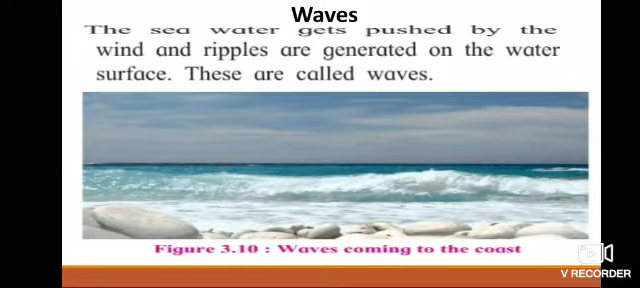 Waves
The sea water gets pushed by the
wind and ripples are generated on the water
surface. These are called waves.
Figure 3.10 : Waves coming to the coast
V RECORDER